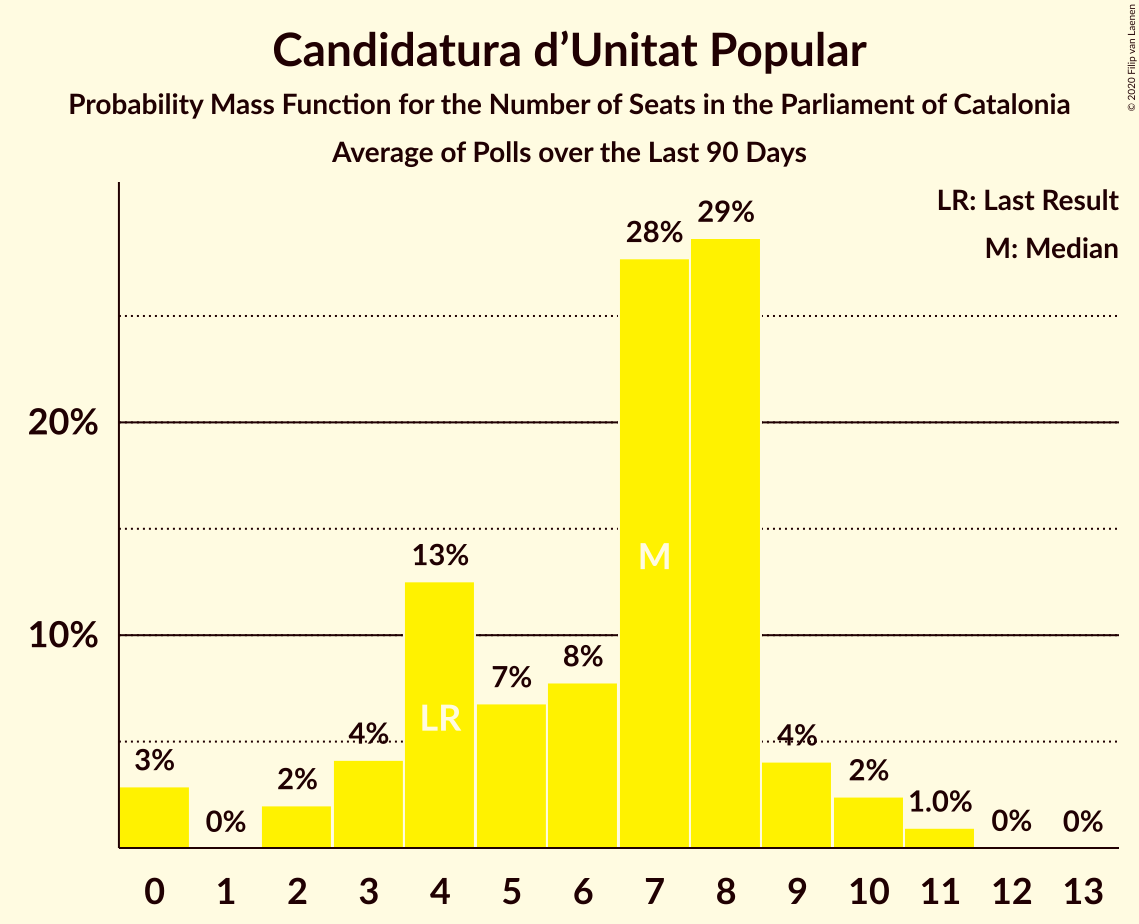 Candidatura d’Unitat Popular
Probability Mass Function for the Number of Seats in the Parliament of Catalonia
Average of Polls over the Last 90 Days
© 2020 Filip van Laenen
LR: Last Result
M: Median
20%
10%
3%
0%
2%
4%
13%
7%
8%
28%
29%
4%
2%
1.0%
0%
0%
LR
M
0 1 2 3 4 5 6 7 8 9 10 11 12 13